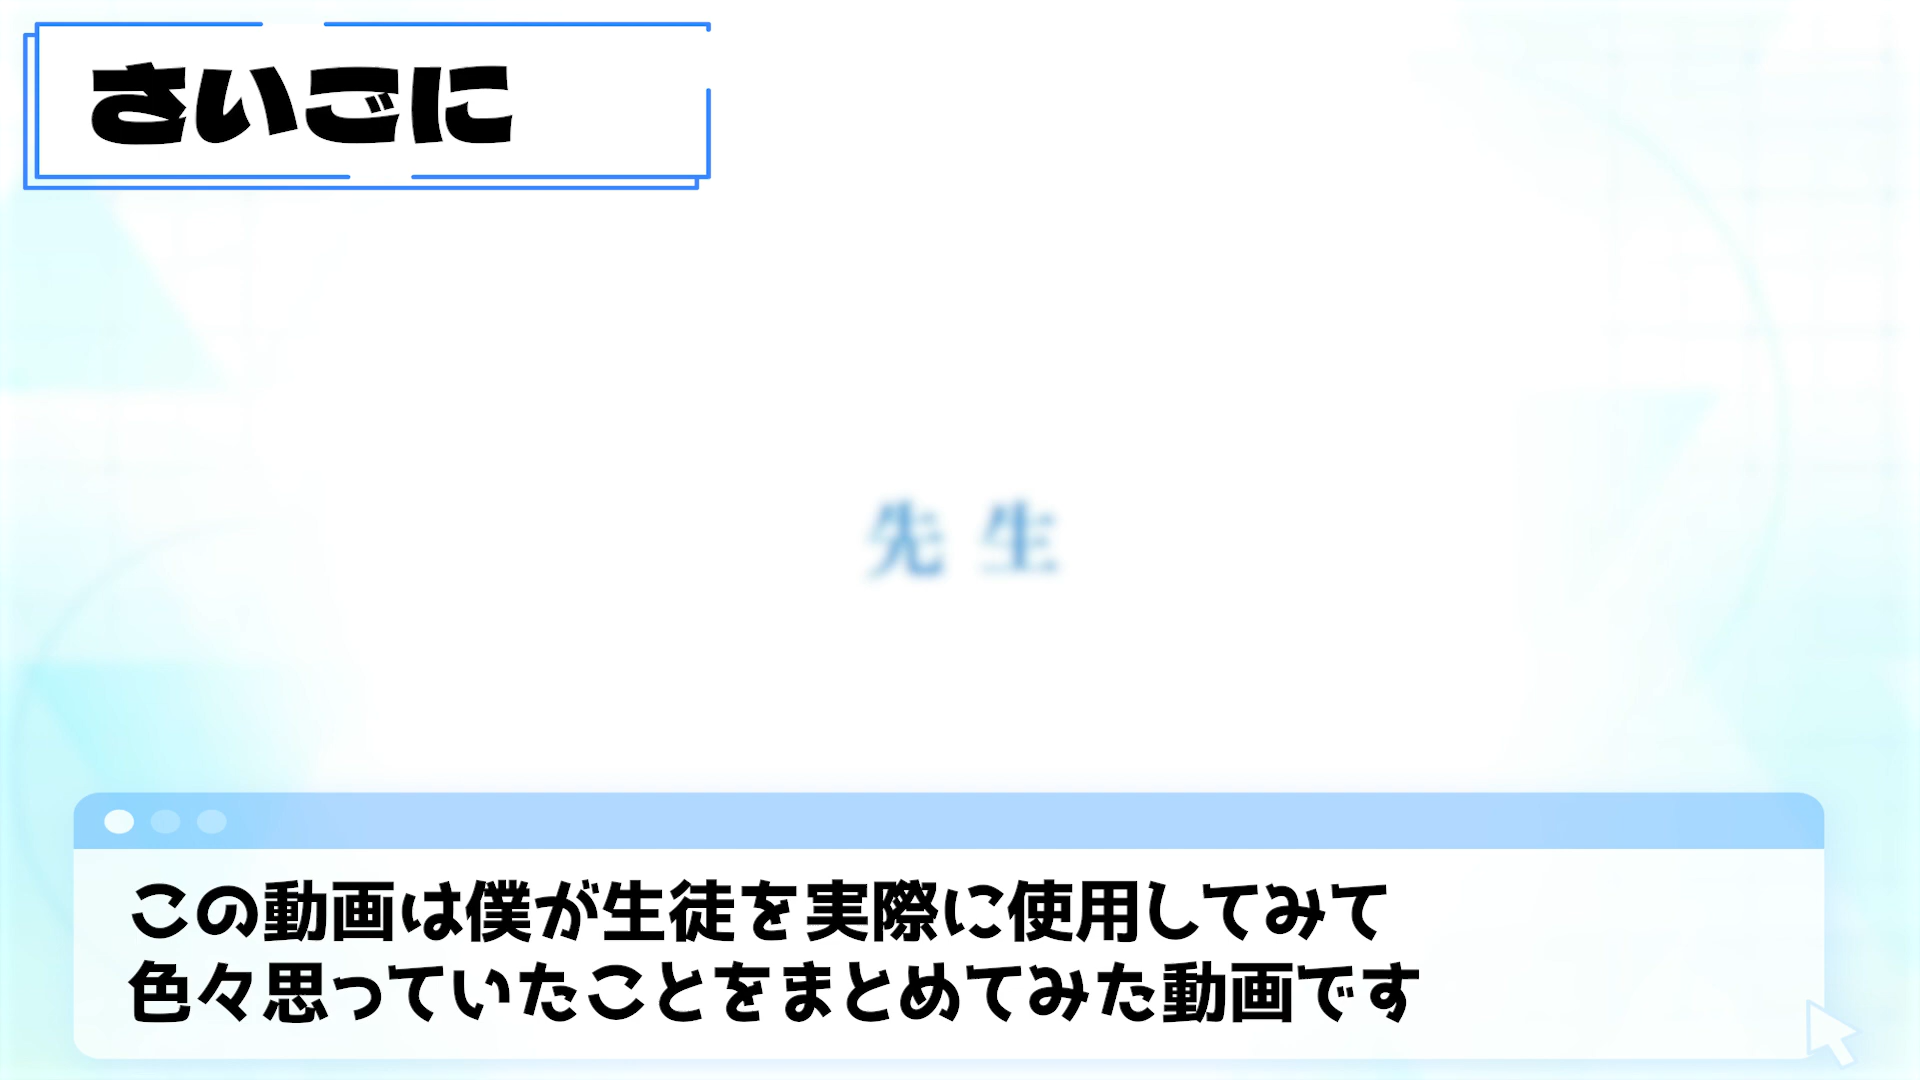 さいごに
先生
この動画は僕が生徒を実際に使用してみて
色々思っていたことをまとめてみた動画です